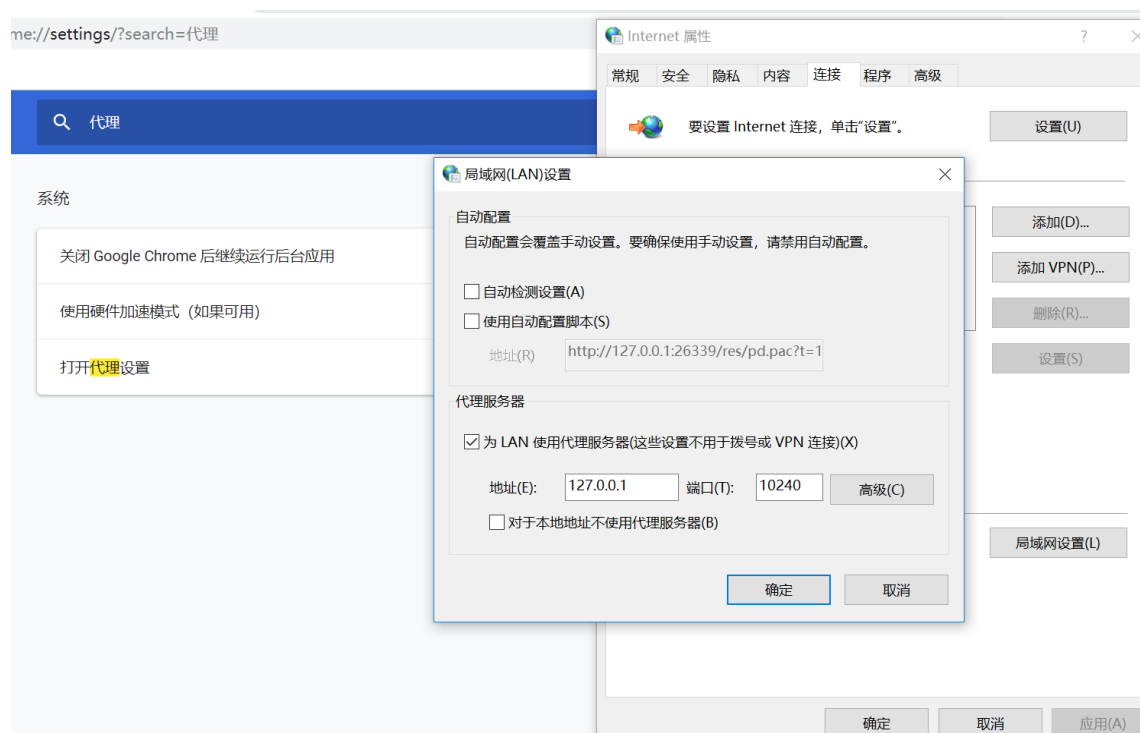 me://settings/?search=代理
代理
系统
关闭 Google Chrome 后继续运行后台应用
使用硬件加速模式（如果可用）
打开代理设置
Internet 属性
?
常规 安全 隐私 内容 连接 程序 高级
要设置 Internet 连接，单击“设置”。
设置(U)
添加(D)...
添加 VPN(P)...
删除(R)...
设置(S)
局域网设置(L)
局域网(LAN)设置
自动配置
自动配置会覆盖手动设置。要确保使用手动设置，请禁用自动配置。
自动检测设置(A)
使用自动配置脚本(S)
地址(R) http://127.0.0.1:26339/res/pd.pac?t=1
代理服务器
为 LAN 使用代理服务器(这些设置不用于拨号或 VPN 连接)(X)
地址(E): 127.0.0.1 端口(T): 10240 高级(C)
对于本地地址不使用代理服务器(B)
确定 取消
确定 取消 应用(A)